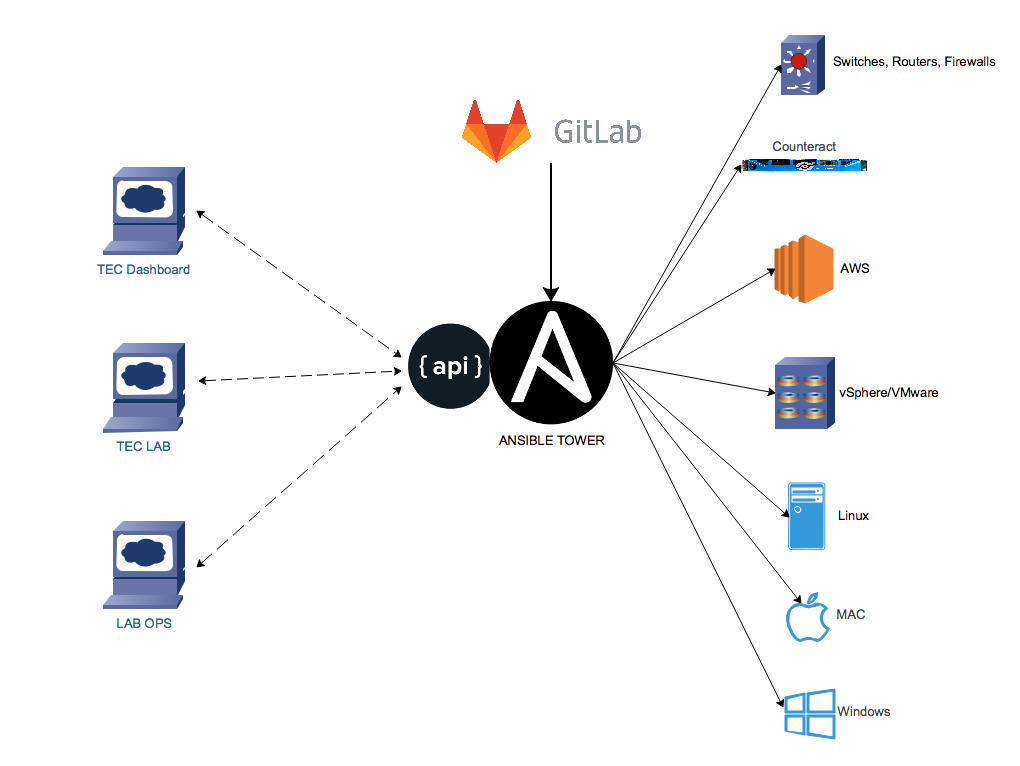 Switches, Routers, Firewalls
GitLab
Counteract
TEC Dashboard
AWS
{ api }
vSphere/VMware
ANSIBLE TOWER
TEC LAB
Linux
LAB OPS
MAC
Windows